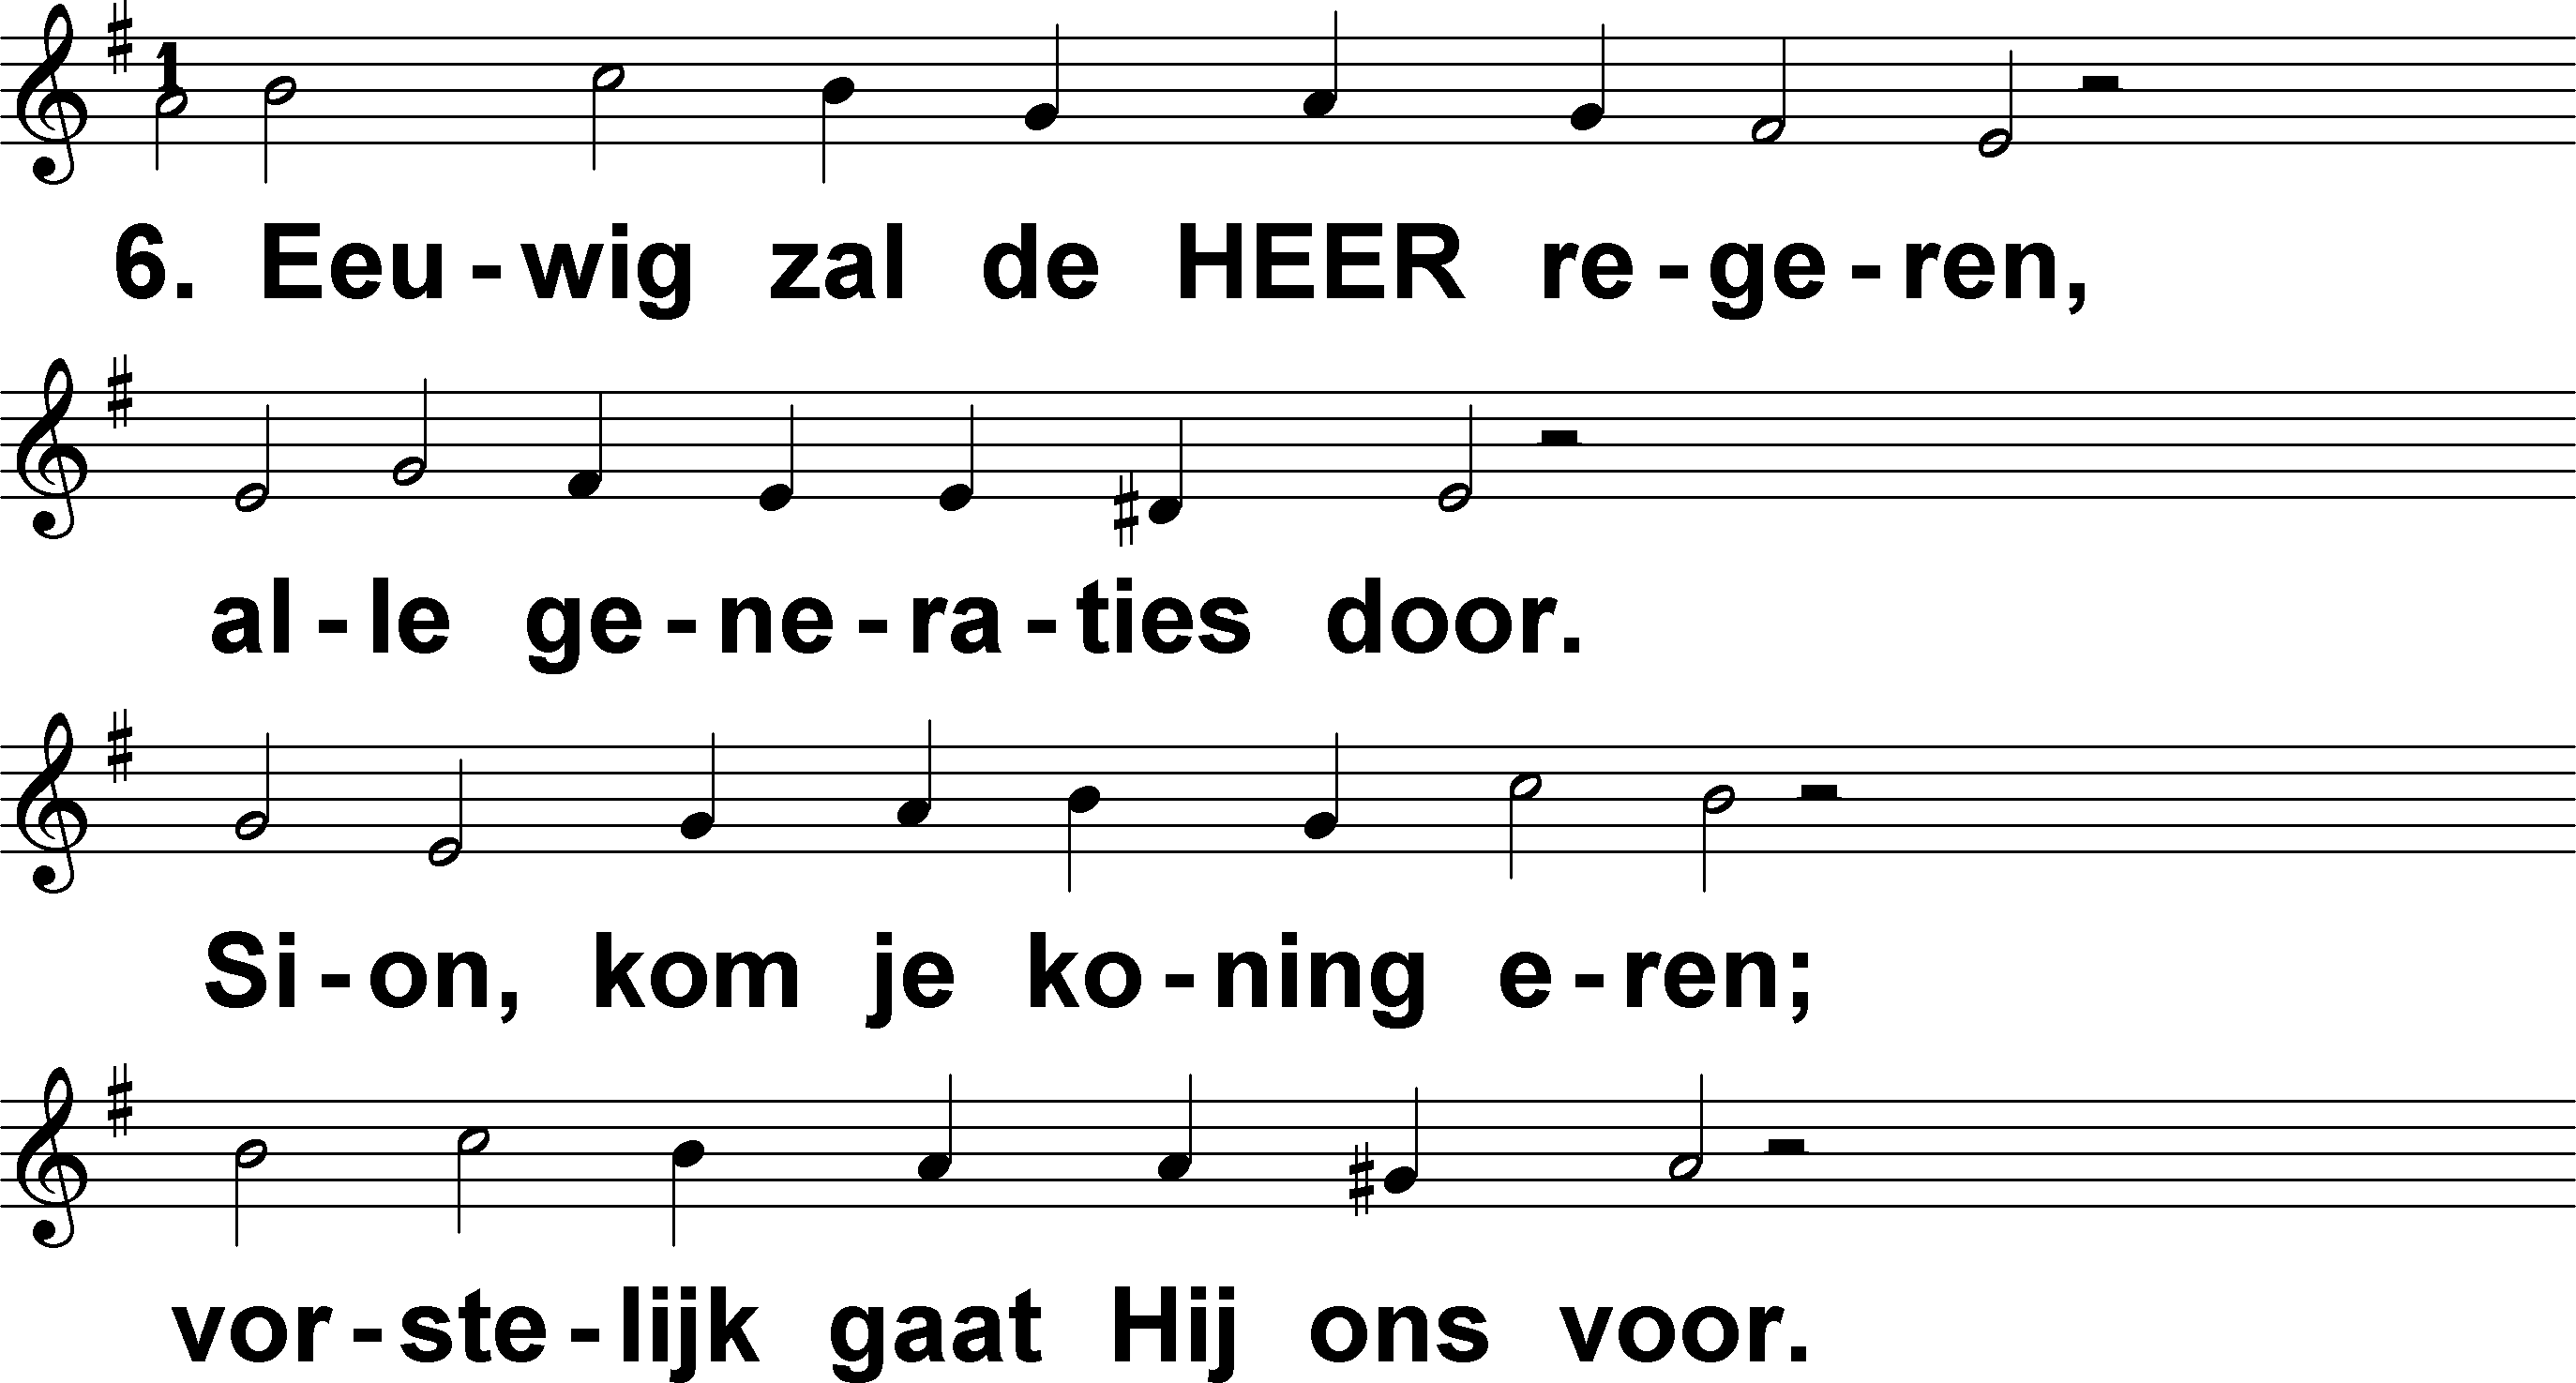 1
6. Eeu - wig zal de HEER re - ge - ren,
al - le ge - ne - ra - ties door.
Si - on, kom je ko - ning e - ren;
vor - ste - lijk gaat Hij ons voor.